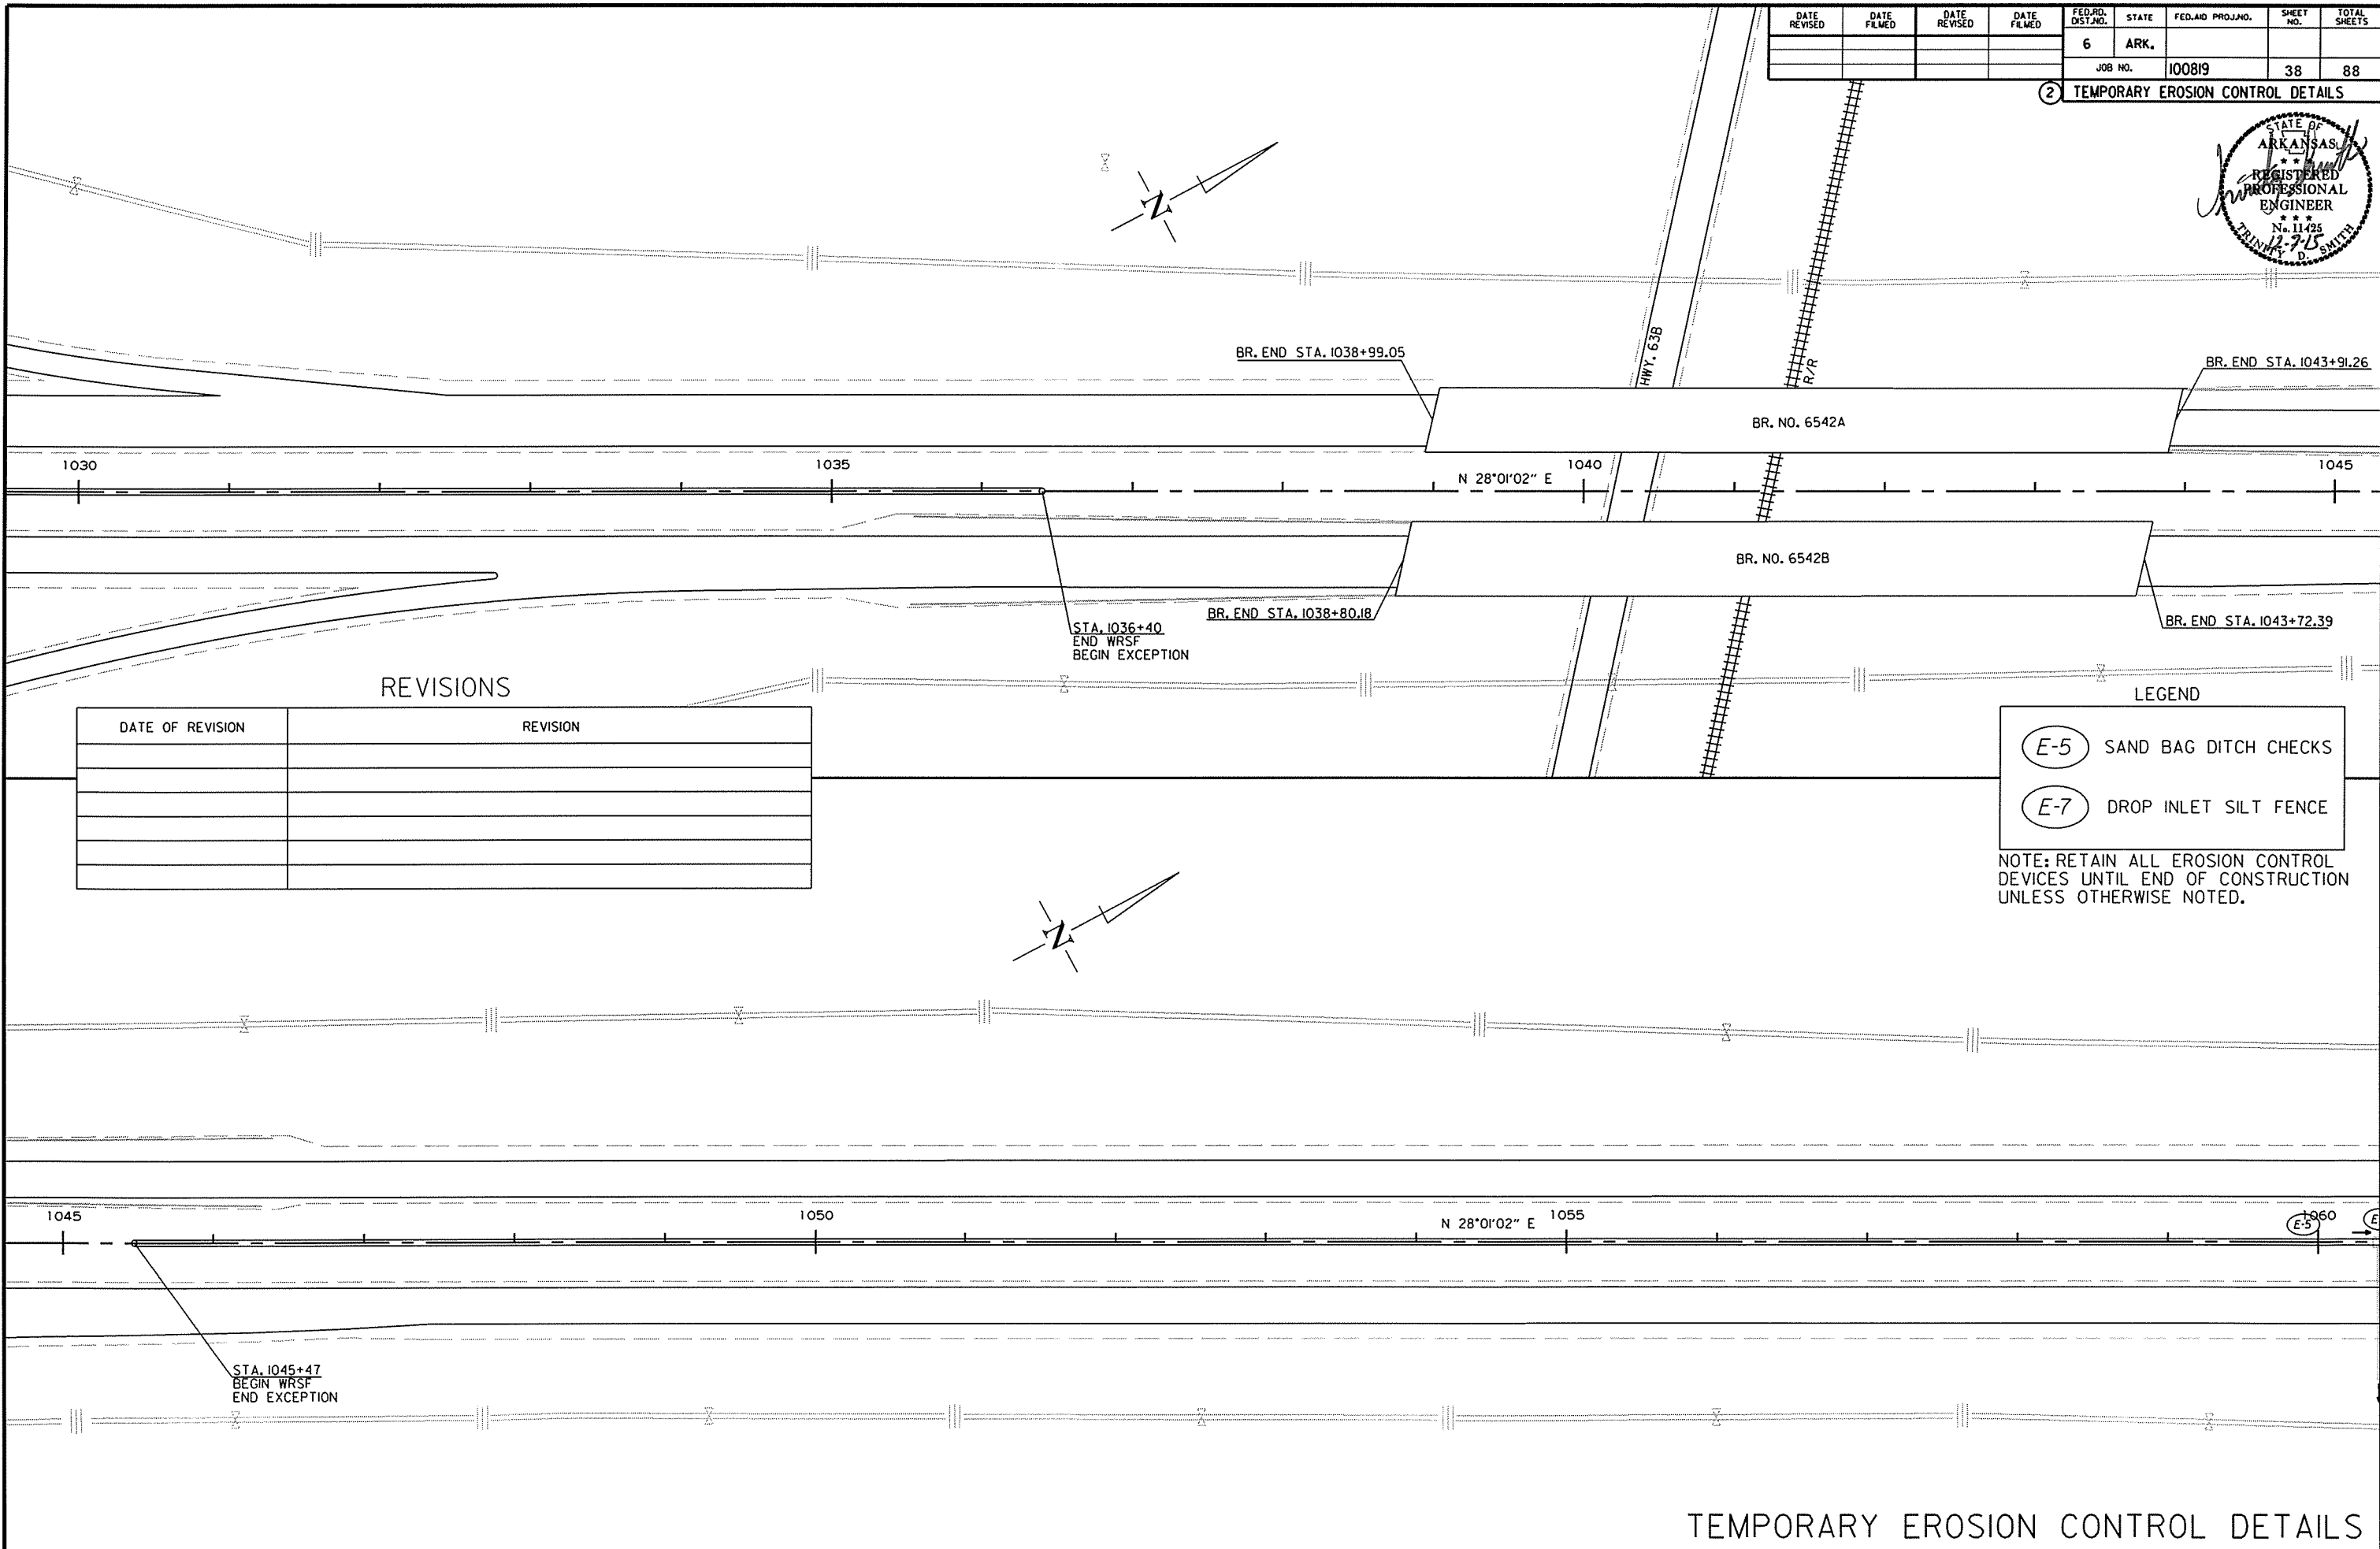 DATE REVISED
DATE FILMED
DATE REVISED
DATE FILMED
FED.RD. DIST.NO.
STATE
FED.AID PROJ.NO.
SHEET NO.
TOTAL SHEETS
6
ARK.
JOB NO.
100819
38
88
2 TEMPORARY EROSION CONTROL DETAILS
STATE OF
ARKANSAS
REGISTERED
PROFESSIONAL
ENGINEER
No. 11425
12-7-15
TRINITY D. SMITH
N
HWY. 63B
R/R
BR. END STA. 1038+99.05
BR. END STA. 1043+91.26
BR. NO. 6542A
1030
1035
1040
1045
N 28°01'02" E
BR. NO. 6542B
BR. END STA. 1038+80.18
BR. END STA. 1043+72.39
STA. 1036+40
END WRSF
BEGIN EXCEPTION
REVISIONS
DATE OF REVISION
REVISION
LEGEND
E-5 SAND BAG DITCH CHECKS
E-7 DROP INLET SILT FENCE
NOTE: RETAIN ALL EROSION CONTROL
DEVICES UNTIL END OF CONSTRUCTION
UNLESS OTHERWISE NOTED.
N
1045
1050
N 28°01'02" E
1055
E-5
1060
E
STA. 1045+47
BEGIN WRSF
END EXCEPTION
TEMPORARY EROSION CONTROL DETAILS